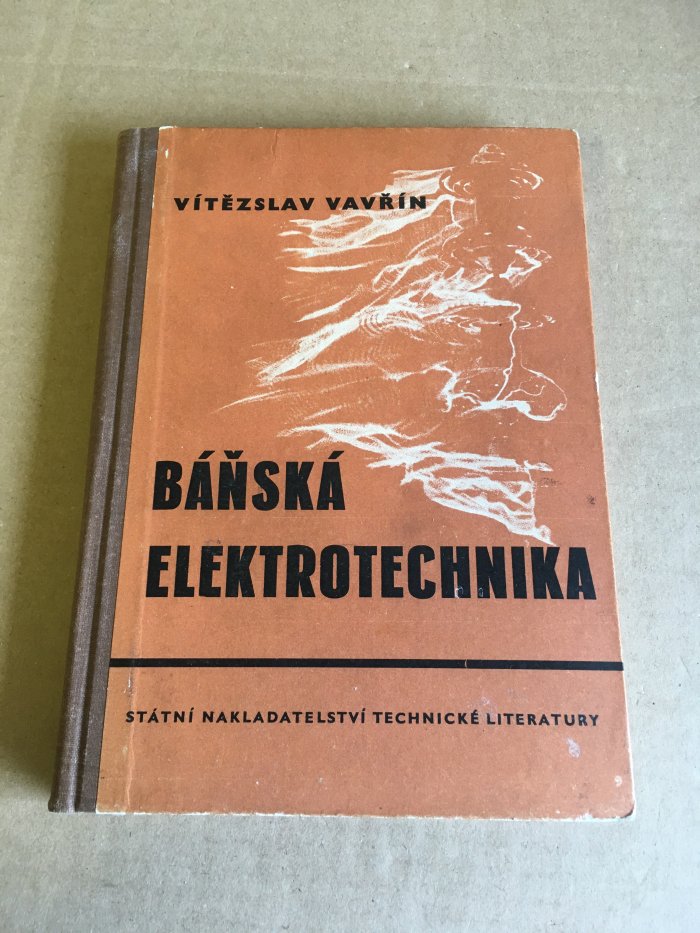 VÍTĚZSLAV VAVŘÍN
BÁŇSKÁ
ELEKTROTECHNIKA
STÁTNÍ NAKLADATELSTVÍ TECHNICKÉ LITERATURY